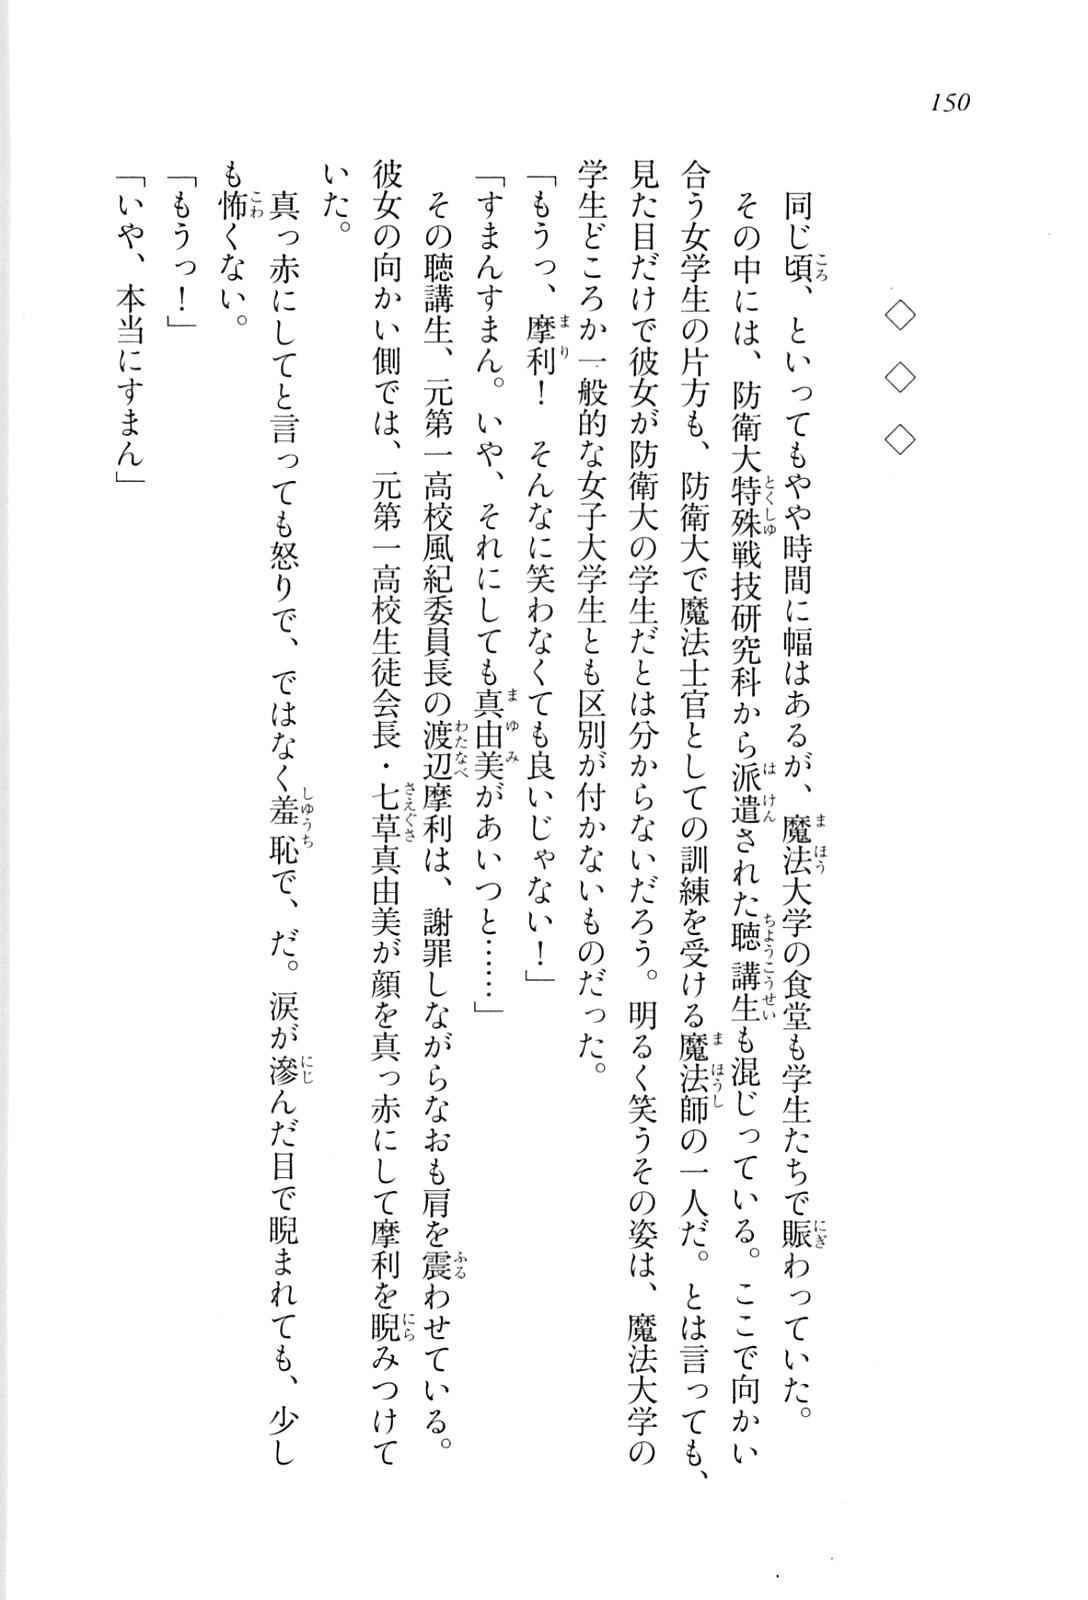 150
◇ ◇ ◇
同じ頃、といってもやや時間に幅はあるが、魔法大学の食堂も学生たちで賑わっていた。
その中には、防衛大特殊戦技研究科から派遣された聴講生も混じっている。ここで向かい
合う女学生の片方も、防衛大で魔法士官としての訓練を受ける魔法師の一人だ。とは言っても、
見た目だけで彼女が防衛大の学生だとは分からないだろう。明るく笑うその姿は、魔法大学の
学生どころか一般的な女子大学生とも区別が付かないものだった。
「もうっ、摩利！　そんなに笑わなくても良いじゃない！」
「すまんすまん。いや、それにしても真由美があいつと……」
その聴講生、元第一高校風紀委員長の渡辺摩利は、謝罪しながらなおも肩を震わせている。
彼女の向かい側では、元第一高校生徒会長・七草真由美が顔を真っ赤にして摩利を睨みつけて
いた。
真っ赤にしてと言っても怒りで、ではなく羞恥で、だ。涙が滲んだ目で睨まれても、少し
も怖くない。
「もうっ！」
「いや、本当にすまん」